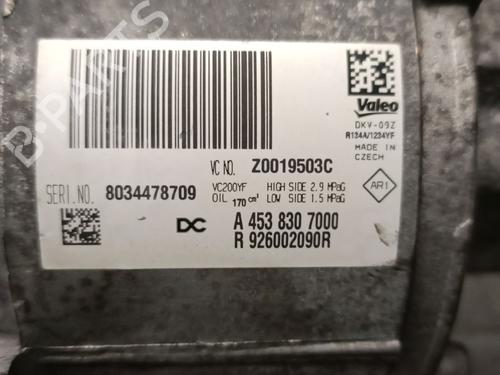 B-PARTS
Valeo
DKV-09Z
R134A/1234YF
MADE IN
CZECH
VC NO. Z0019503C
SERI.NO. 8034478709
VC200YF HIGH SIDE 2.9 MPaG
OIL 170 cm³ LOW SIDE 1.5 MPaG
AR1
DC A 453 830 7000
R 926002090R